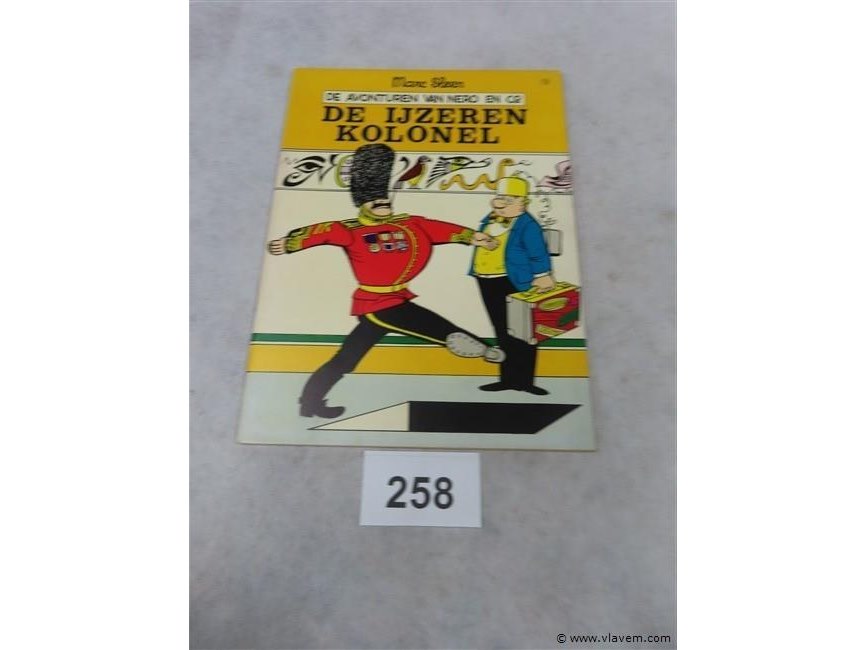 Marc Sleen
DE AVONTUREN VAN NERO EN CO
DE IJZEREN
KOLONEL
258
© www.vlavem.com